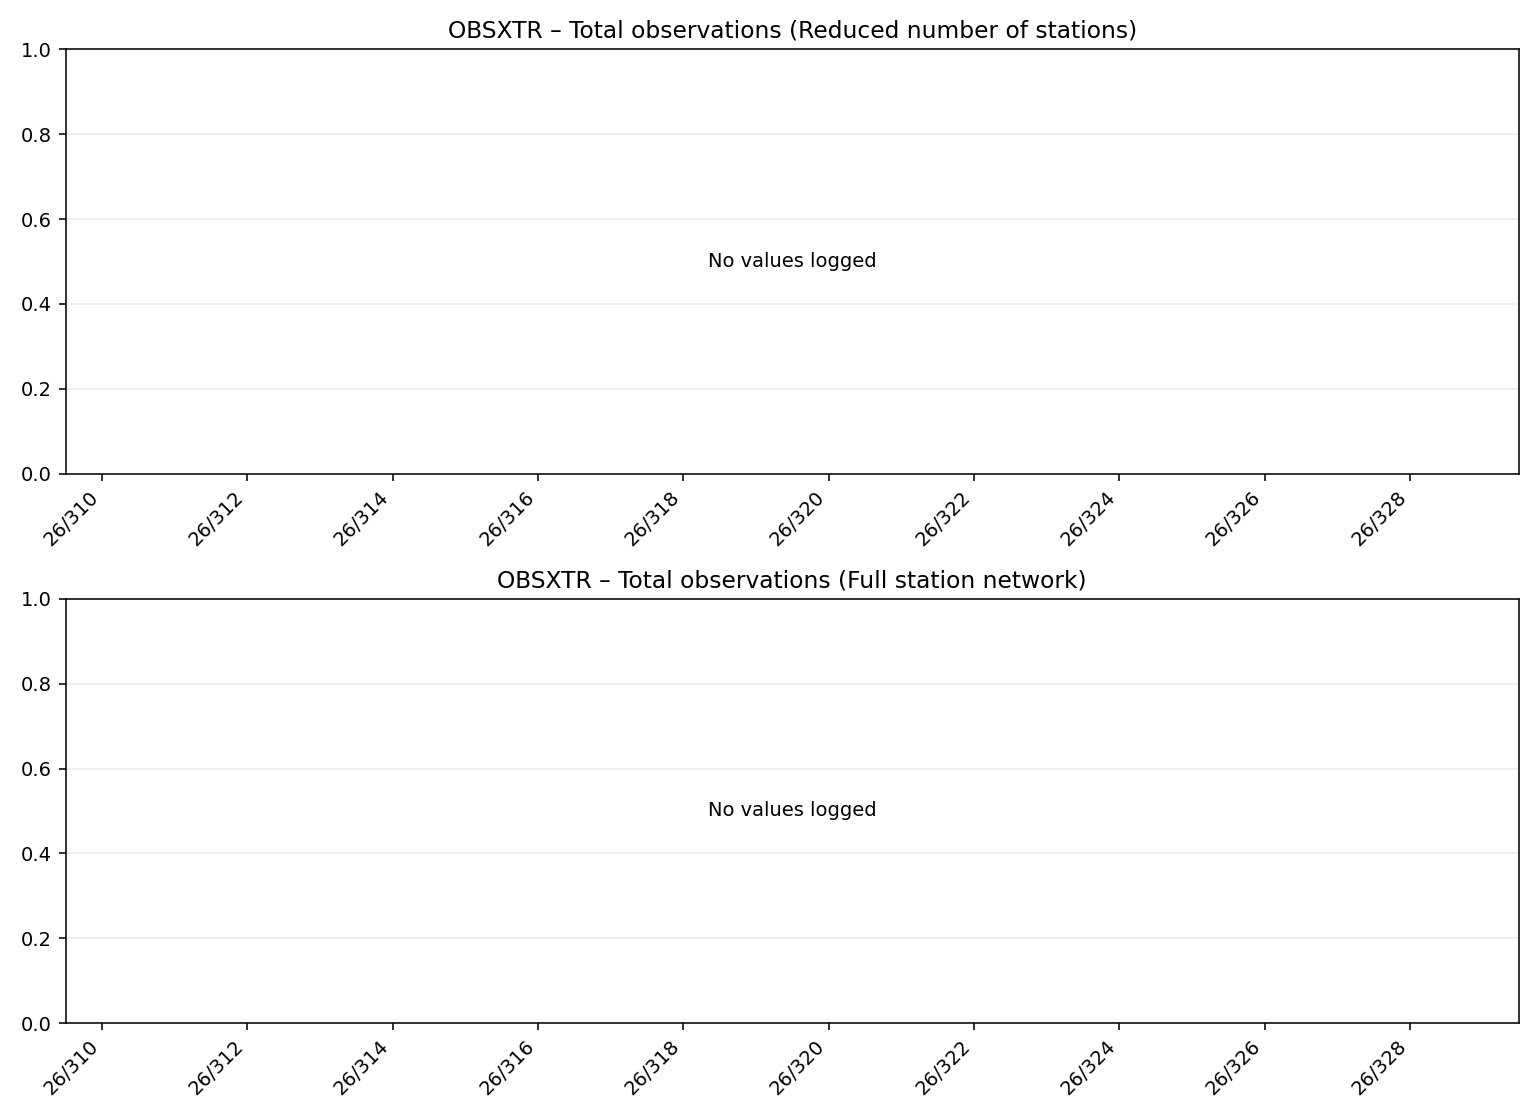 OBSXTR – Total observations (Reduced number of stations)
1.0
0.8
0.6
No values logged
0.4
0.2
0.0
26/310 26/312 26/314 26/316 26/318 26/320 26/322 26/324 26/326 26/328
OBSXTR – Total observations (Full station network)
1.0
0.8
0.6
No values logged
0.4
0.2
0.0
26/310 26/312 26/314 26/316 26/318 26/320 26/322 26/324 26/326 26/328